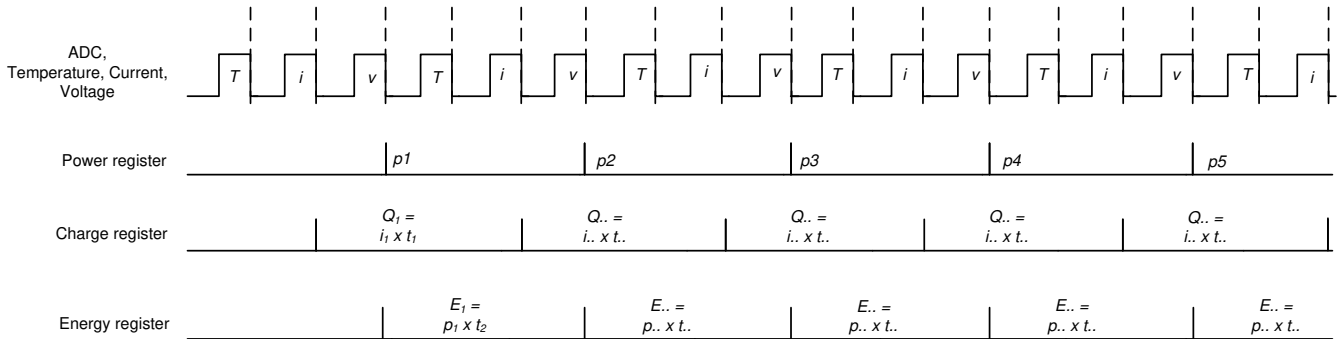 ADC,
Temperature, Current,
Voltage
T i v T i v T i v T i v T i v T i
Power register
p1 p2 p3 p4 p5
Charge register
Q1 = Q.. = Q.. = Q.. = Q.. =
i1 x t1 i.. x t.. i.. x t.. i.. x t.. i.. x t..
Energy register
E1 = E.. = E.. = E.. = E.. =
p1 x t2 p.. x t.. p.. x t.. p.. x t.. p.. x t..